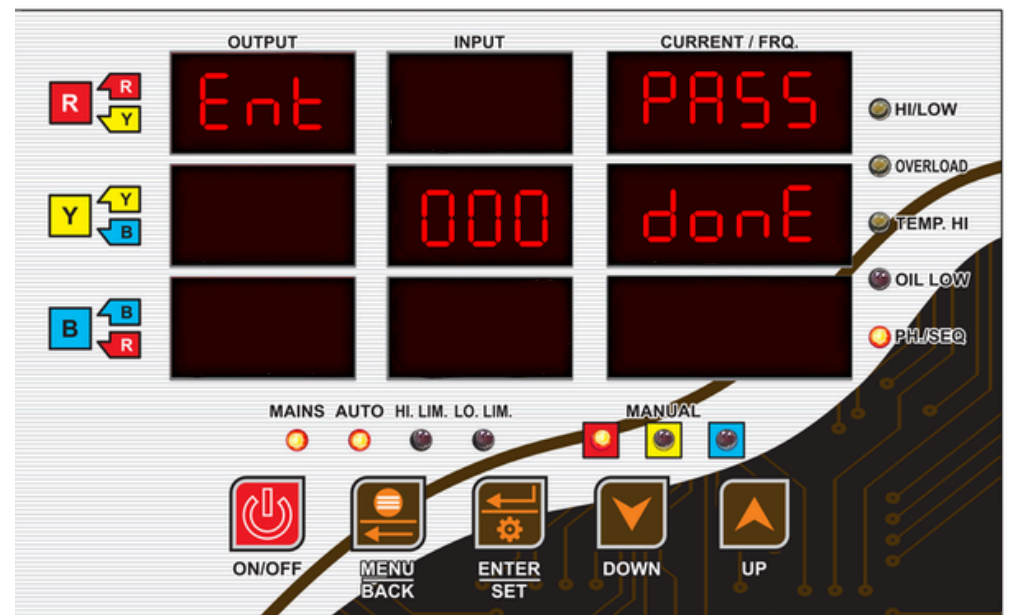 OUTPUT INPUT CURRENT / FRQ.
R R Y Ent PASS
HI/LOW
OVERLOAD
Y Y B 000 donE
TEMP. HI
OIL LOW
B B R
PH./SEQ
MAINS AUTO HI. LIM. LO. LIM. MANUAL
ON/OFF MENU BACK ENTER SET DOWN UP